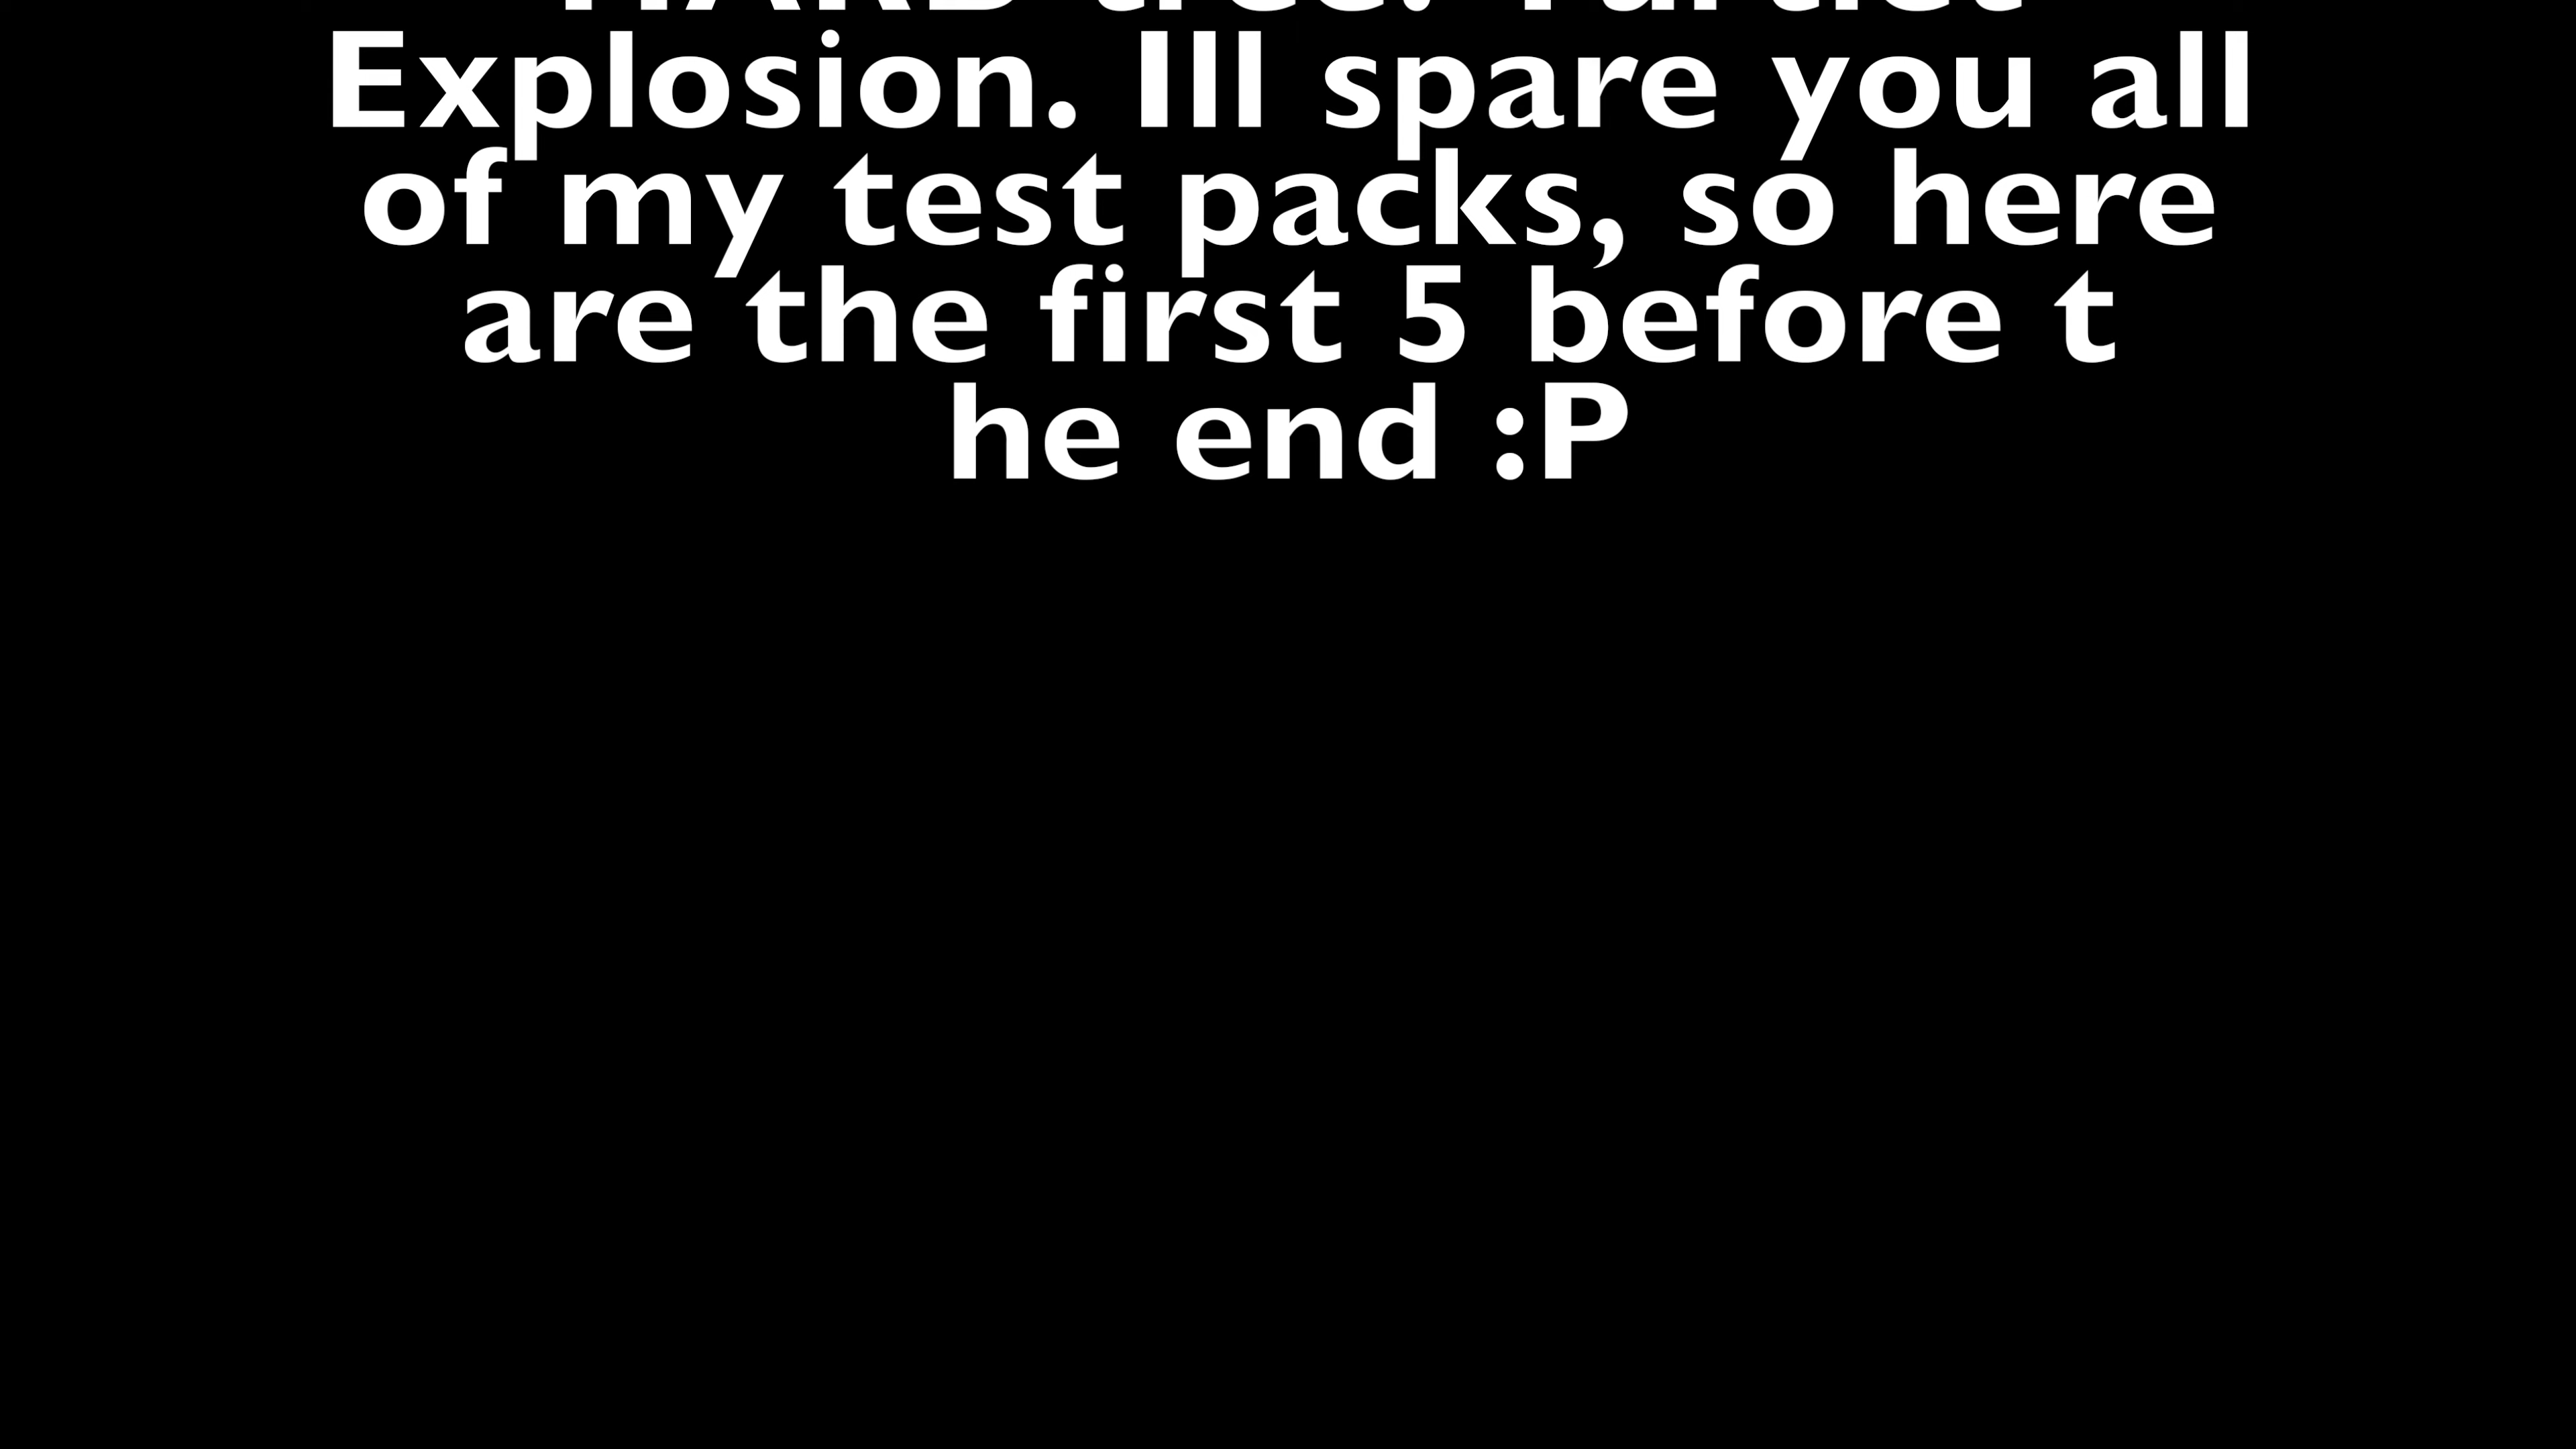 Explosion. Ill spare you all
of my test packs, so here
are the first 5 before t
he end :P